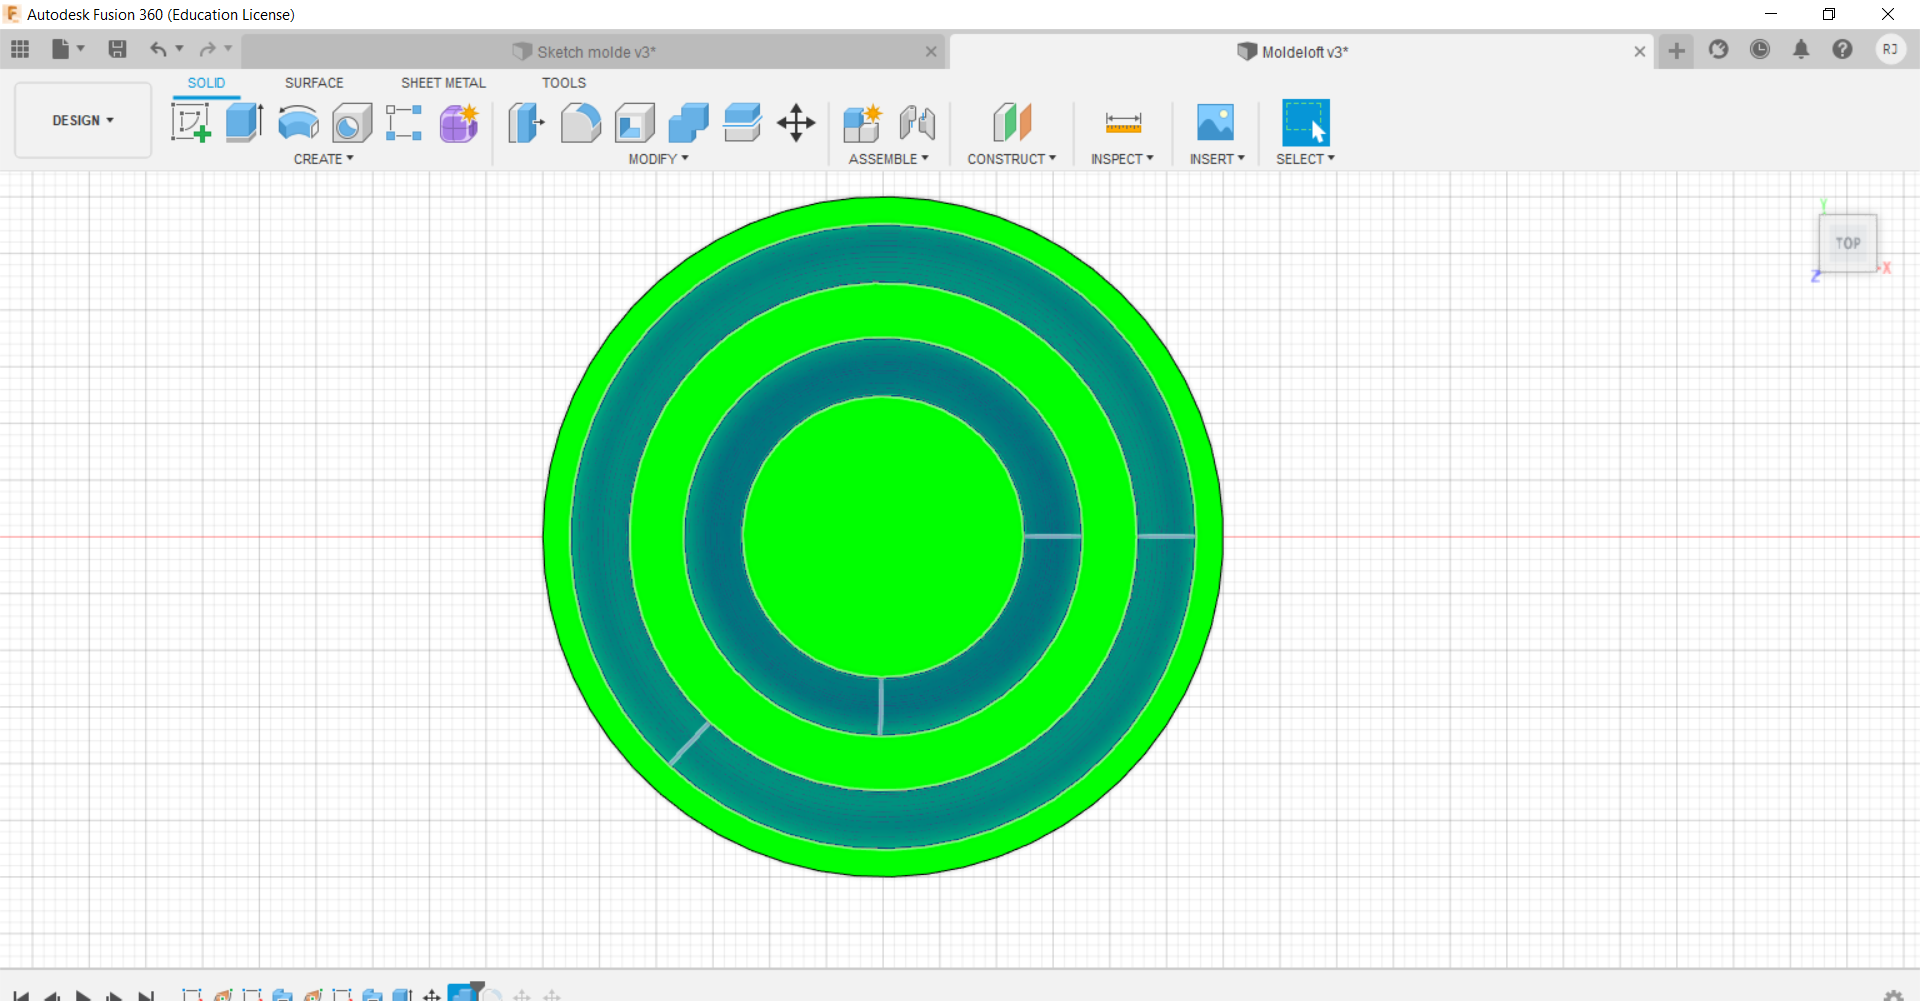 Autodesk Fusion 360 (Education License)
Sketch molde v3*
Moldeloft v3*
RJ
SOLID
SURFACE
SHEET METAL
TOOLS
DESIGN
CREATE
MODIFY
ASSEMBLE
CONSTRUCT
INSPECT
INSERT
SELECT
Y
TOP
X
Z